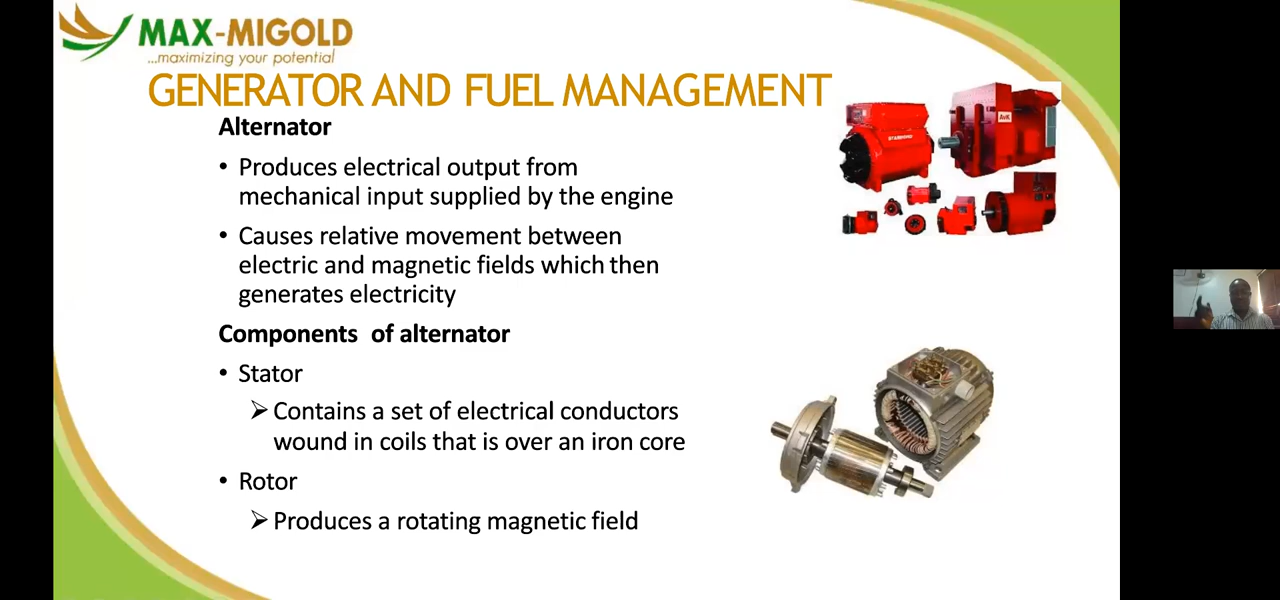 MAX-MIGOLD
...maximizing your potential
GENERATOR AND FUEL MANAGEMENT
Alternator
• Produces electrical output from
mechanical input supplied by the engine
• Causes relative movement between
electric and magnetic fields which then
generates electricity
Components of alternator
• Stator
➢ Contains a set of electrical conductors
wound in coils that is over an iron core
• Rotor
➢ Produces a rotating magnetic field
STAMFORD
AvK